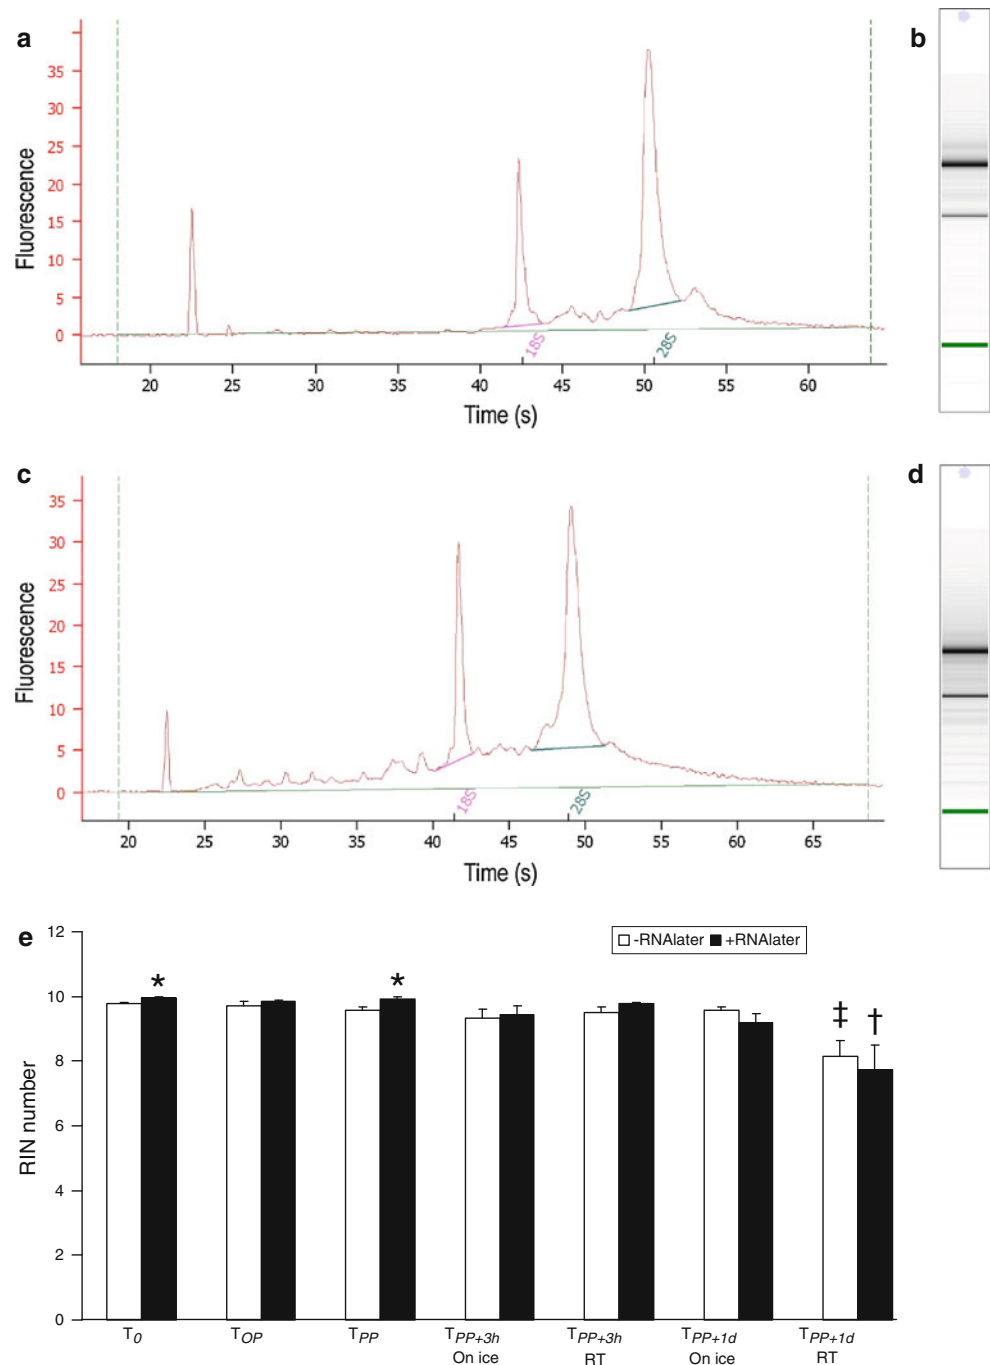 a
b
35
30
25
20
15
10
5
0
Fluorescence
18S
28S
20 25 30 35 40 45 50 55 60
Time (s)
c
d
35
30
25
20
15
10
5
0
Fluorescence
18S
28S
20 25 30 35 40 45 50 55 60 65
Time (s)
e
12
10
8
6
4
2
0
RIN number
-RNAlater +RNAlater
* * ‡ †
T0 TOP TPP TPP+3h TPP+3h TPP+1d TPP+1d
On ice RT On ice RT